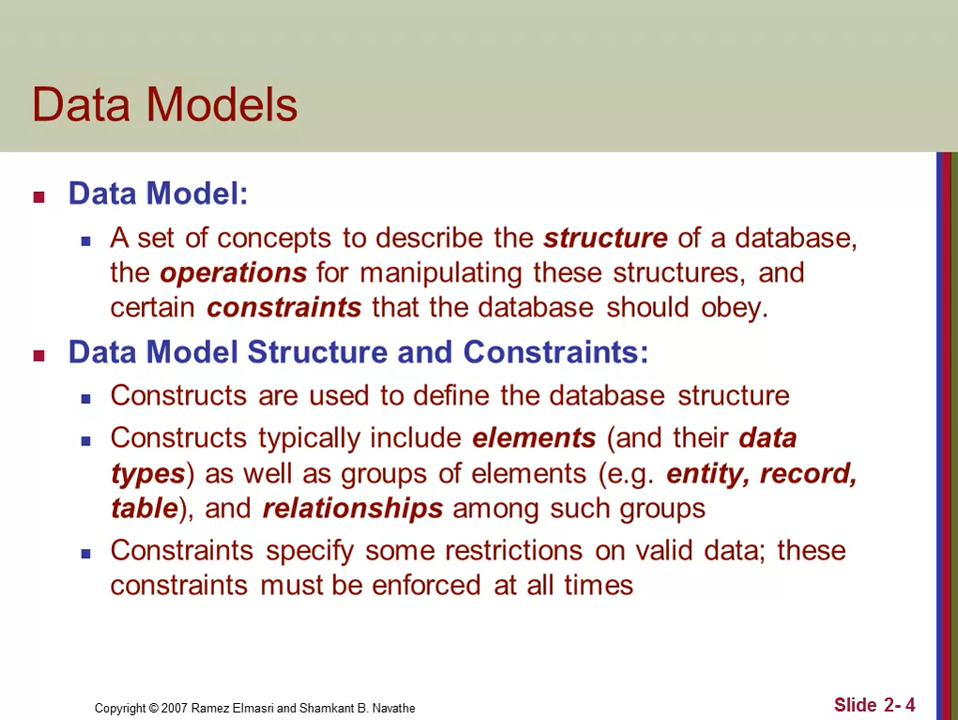 Data Models
Data Model:
A set of concepts to describe the structure of a database,
the operations for manipulating these structures, and
certain constraints that the database should obey.
Data Model Structure and Constraints:
Constructs are used to define the database structure
Constructs typically include elements (and their data
types) as well as groups of elements (e.g. entity, record,
table), and relationships among such groups
Constraints specify some restrictions on valid data; these
constraints must be enforced at all times
Copyright © 2007 Ramez Elmasri and Shamkant B. Navathe
Slide 2- 4